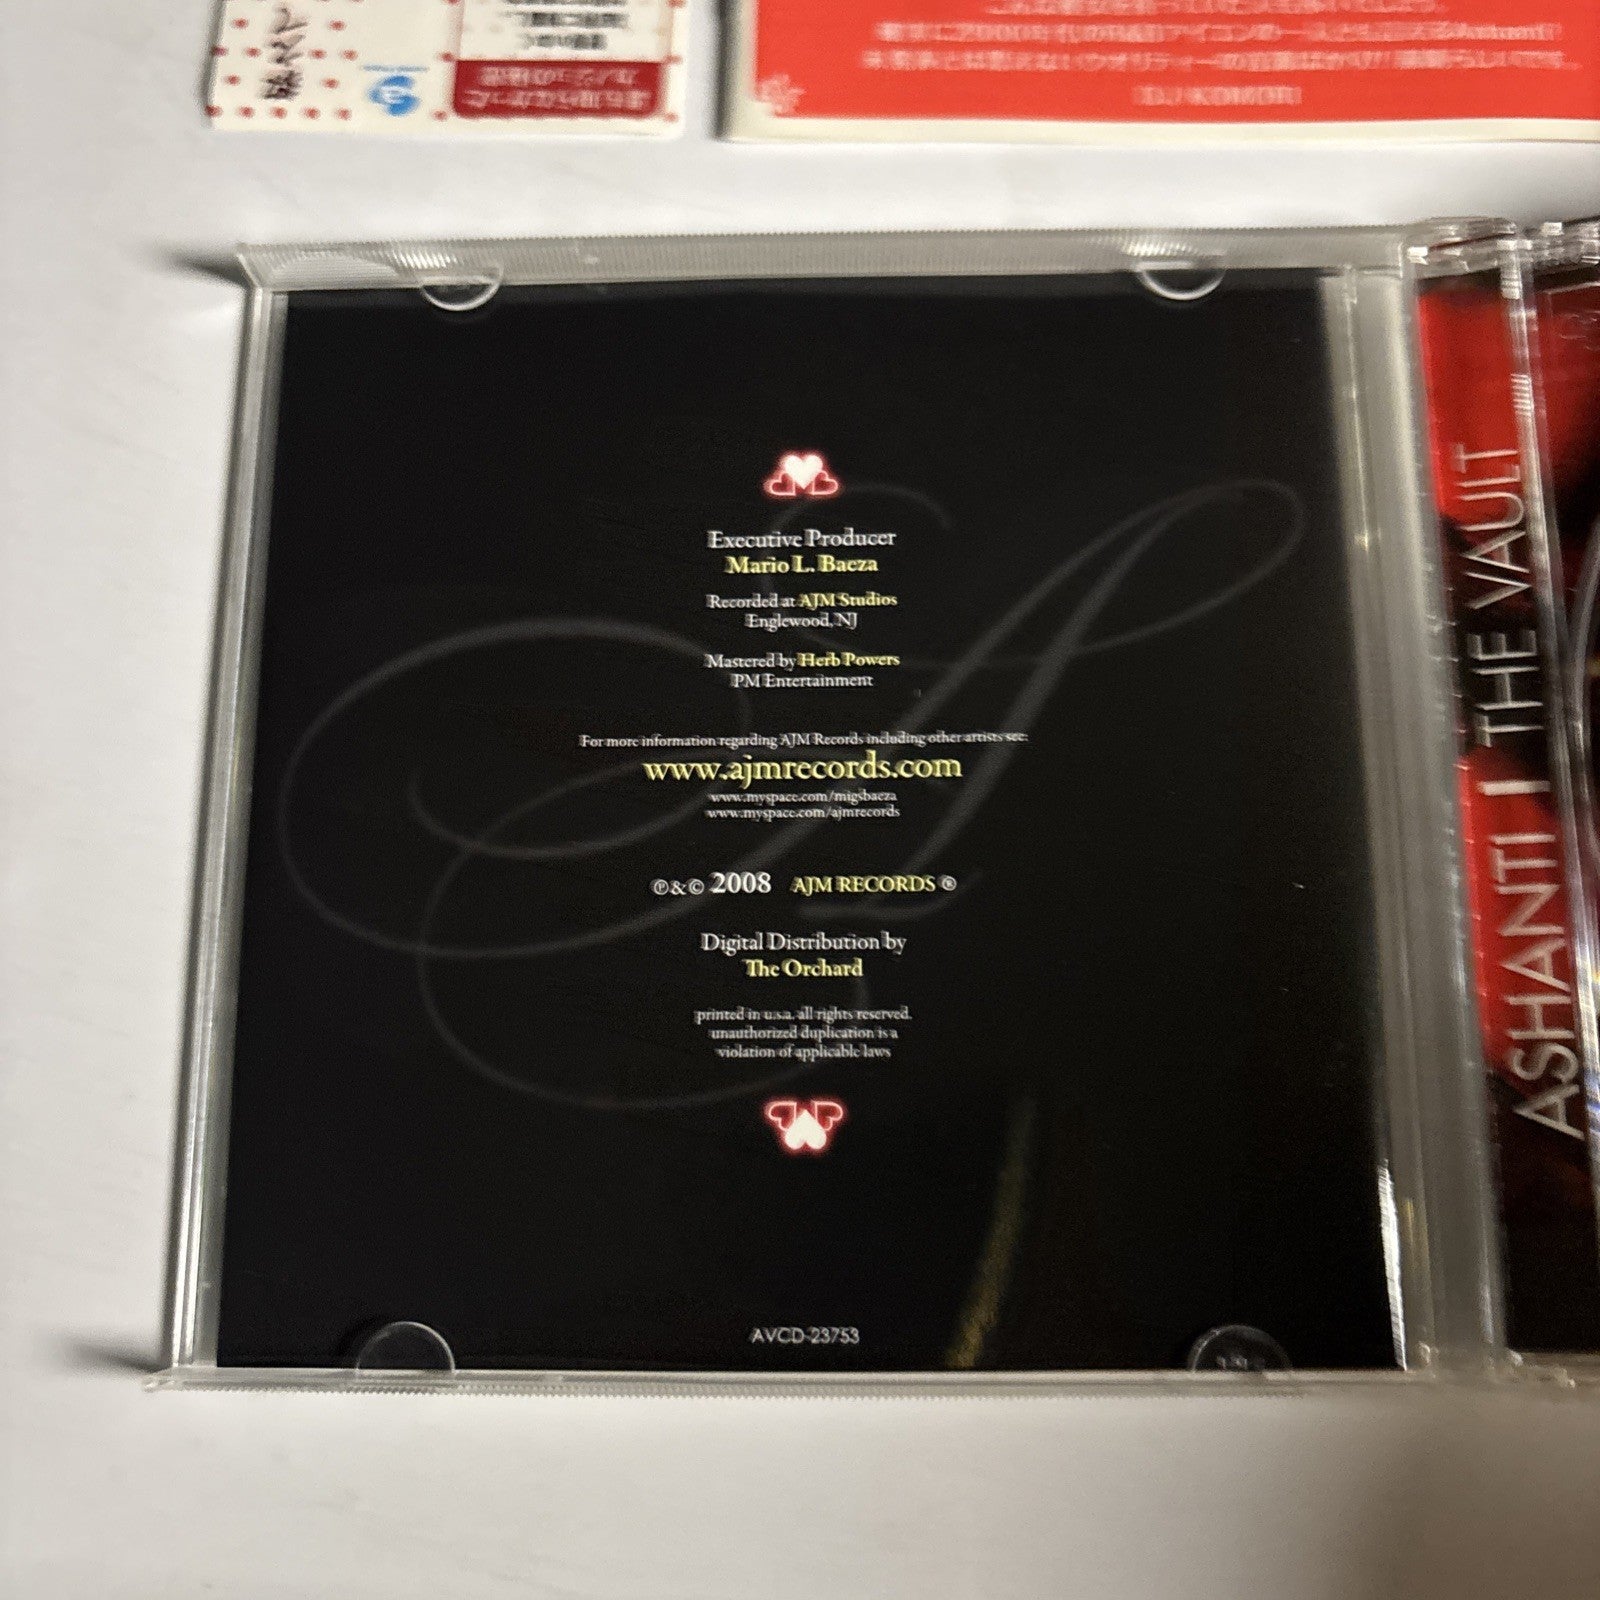 DJ KOMORI
Executive Producer
Mario L. Baeza
Recorded at AJM Studios
Englewood, NJ
Mastered by Herb Powers
PM Entertainment
For more information regarding AJM Records including other artists see:
www.ajmrecords.com
www.myspace.com/migsbaeza
www.myspace.com/ajmrecords
℗&© 2008 AJM RECORDS ®
Digital Distribution by
The Orchard
printed in u.s.a. all rights reserved.
unauthorized duplication is a
violation of applicable laws
AVCD-23753
ASHANTI | THE VAULT